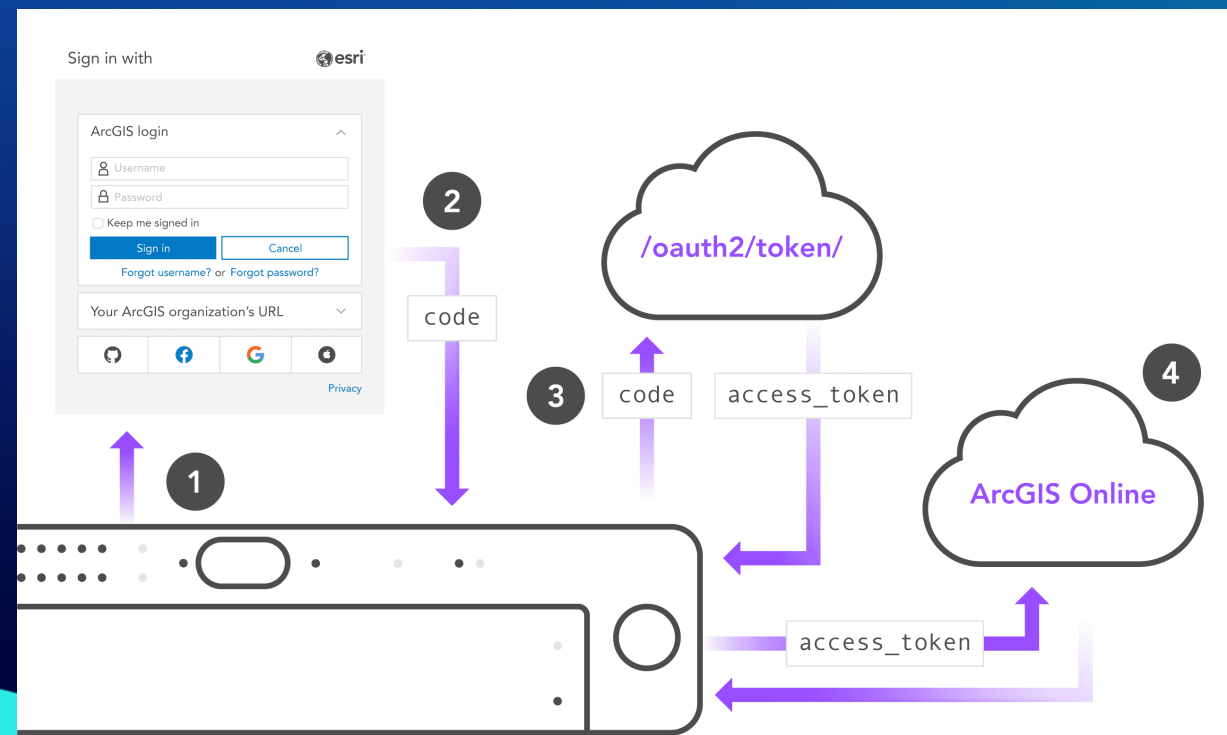 Sign in with
esri
ArcGIS login
Username
Password
Keep me signed in
Sign in
Cancel
Forgot username? or Forgot password?
Your ArcGIS organization's URL
Privacy
1
2
code
3
code
/oauth2/token/
access_token
4
ArcGIS Online
access_token